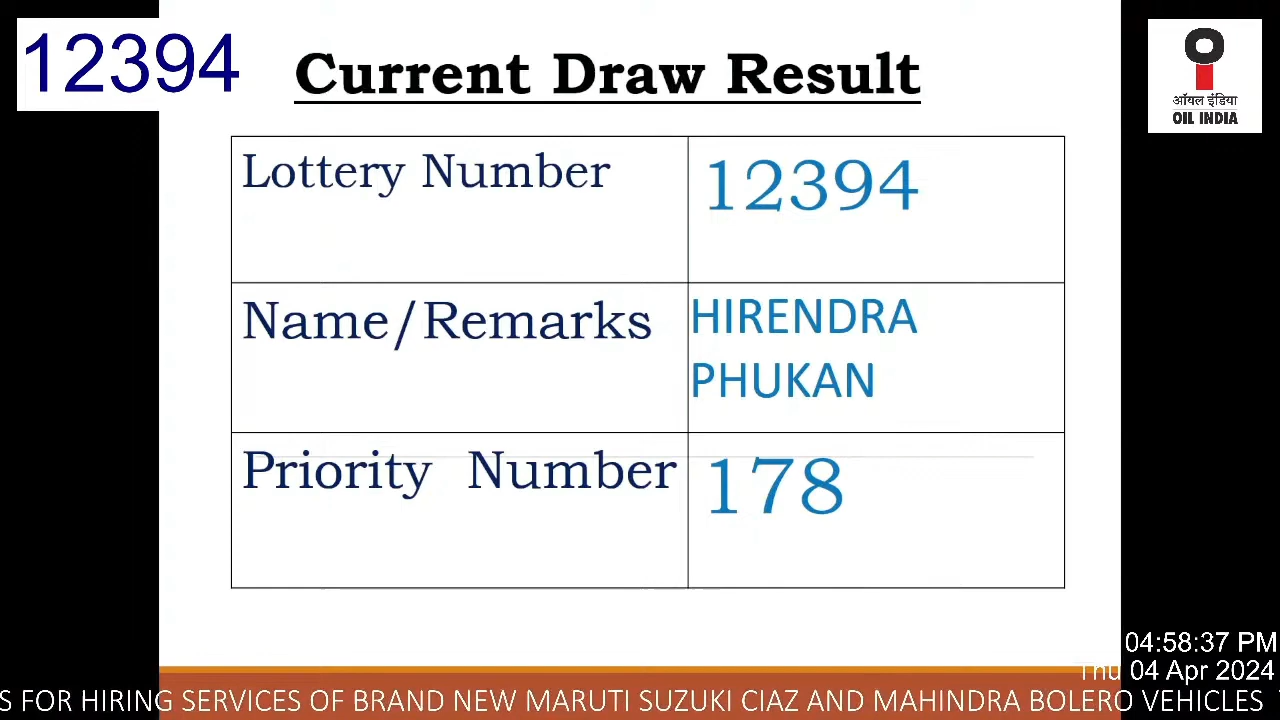 12394
Current Draw Result
ऑयल इंडिया
OIL INDIA
Lottery Number 12394
Name/Remarks HIRENDRA
PHUKAN
Priority Number 178
04:58:37 PM
Thu 04 Apr 2024
S FOR HIRING SERVICES OF BRAND NEW MARUTI SUZUKI CIAZ AND MAHINDRA BOLERO VEHICLES